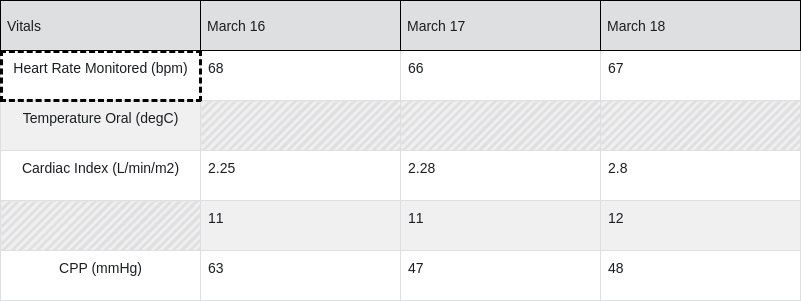 Vitals March 16 March 17 March 18
Heart Rate Monitored (bpm) 68 66 67
Temperature Oral (degC)
Cardiac Index (L/min/m2) 2.25 2.28 2.8
11 11 12
CPP (mmHg) 63 47 48